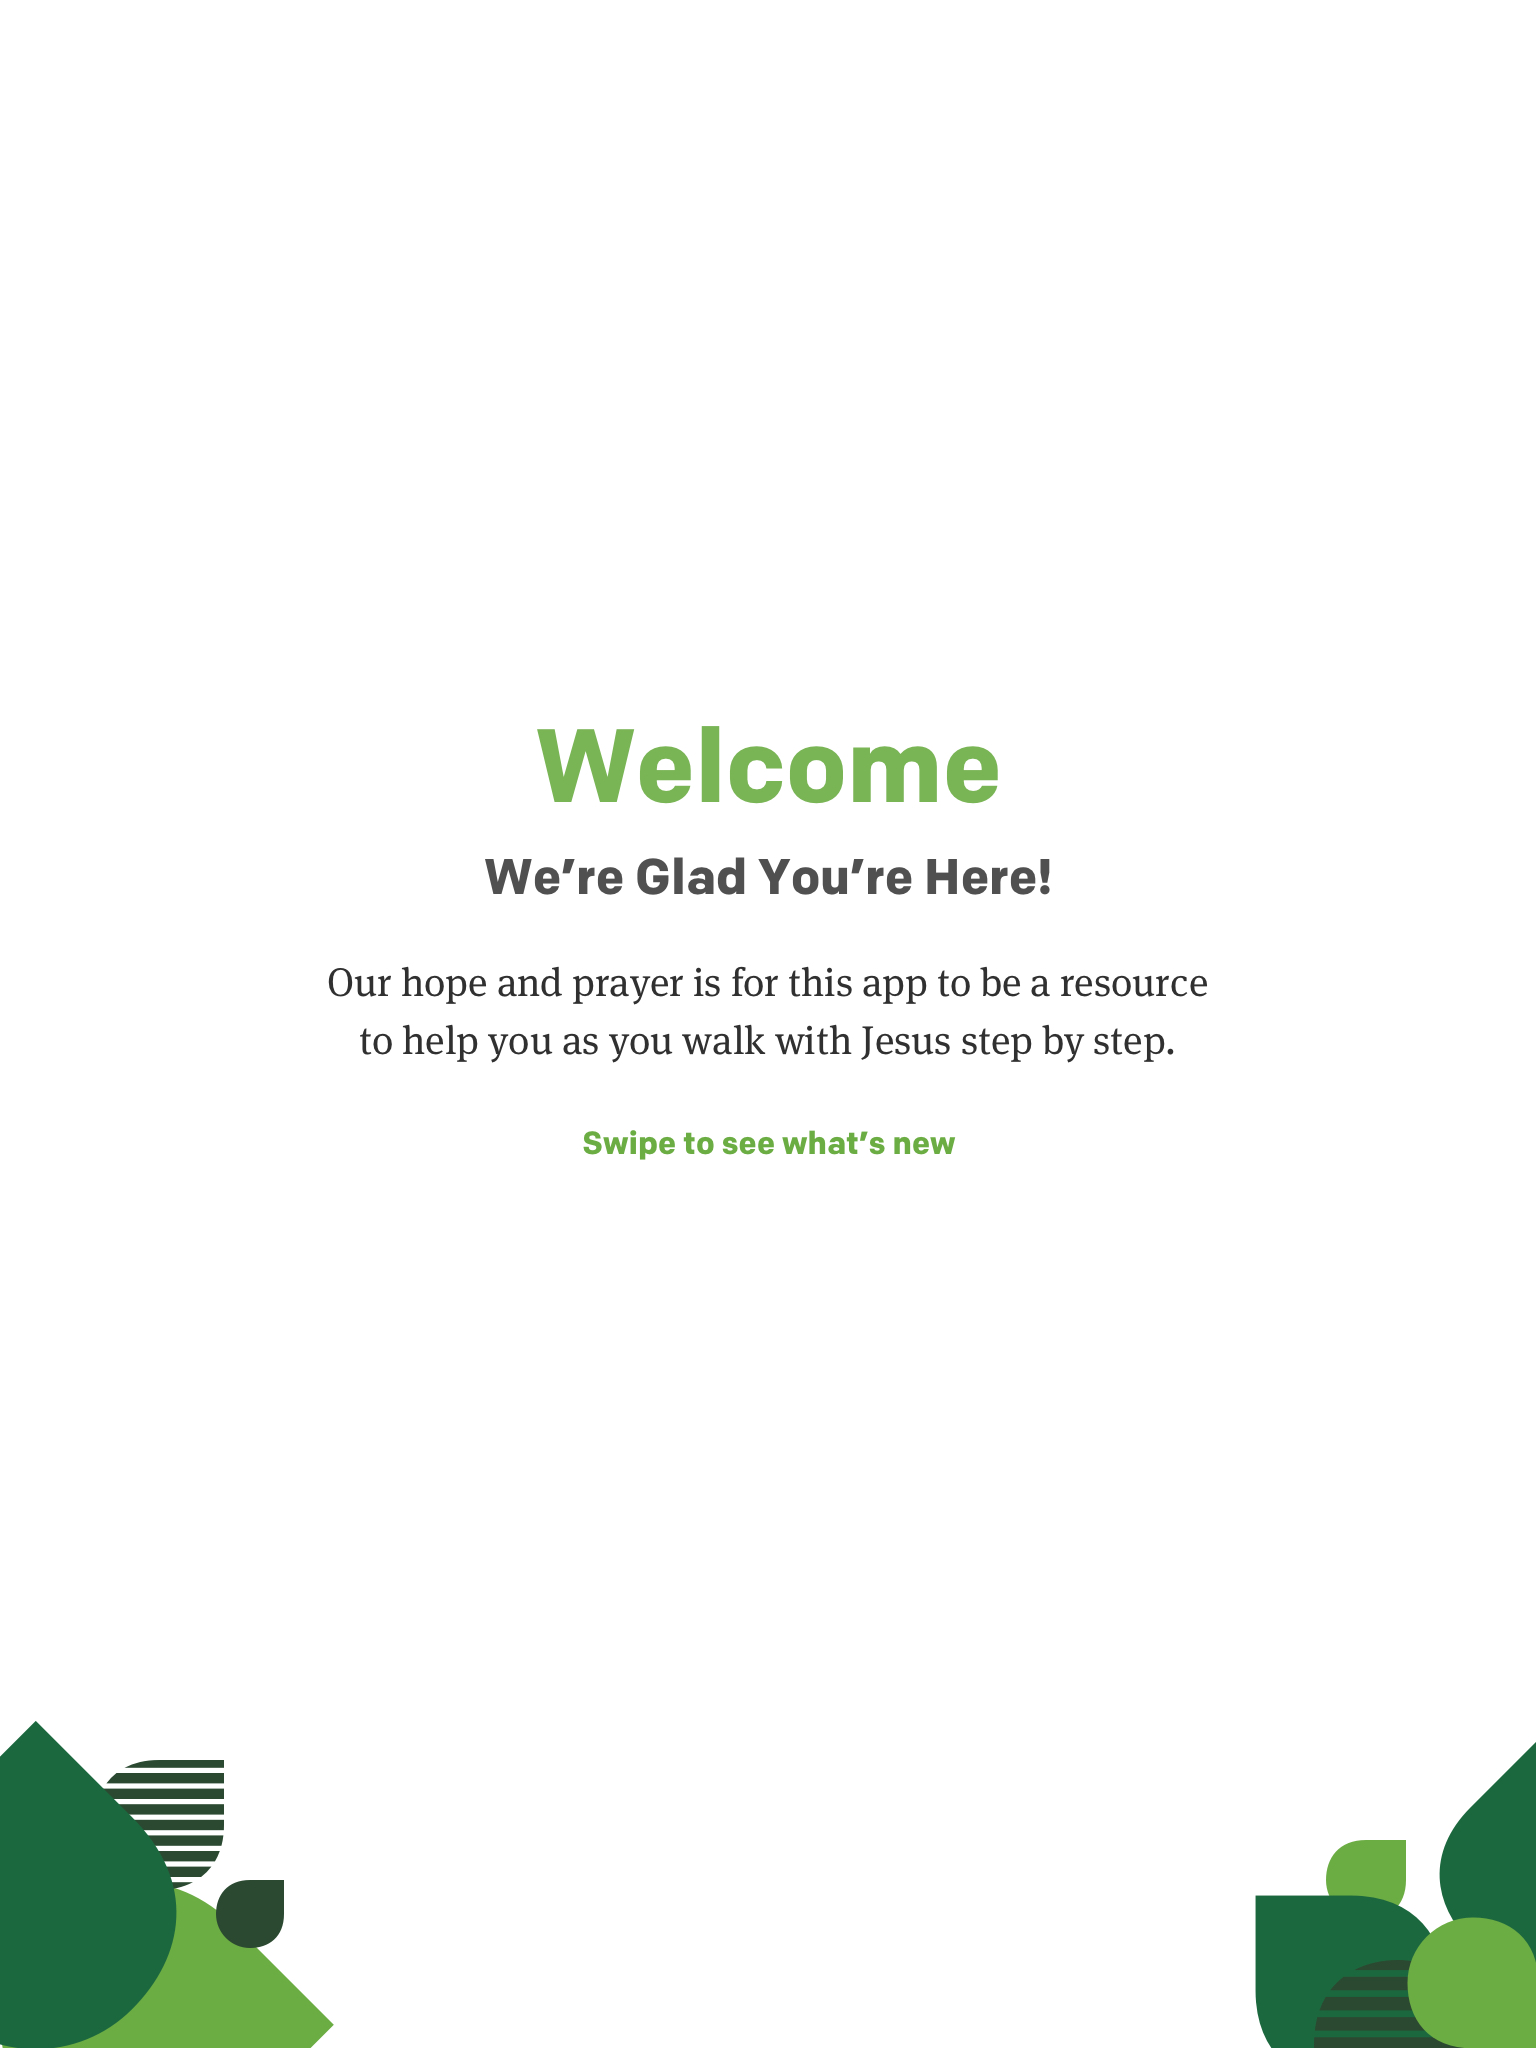 Welcome
We’re Glad You’re Here!
Our hope and prayer is for this app to be a resource
to help you as you walk with Jesus step by step.
Swipe to see what’s new